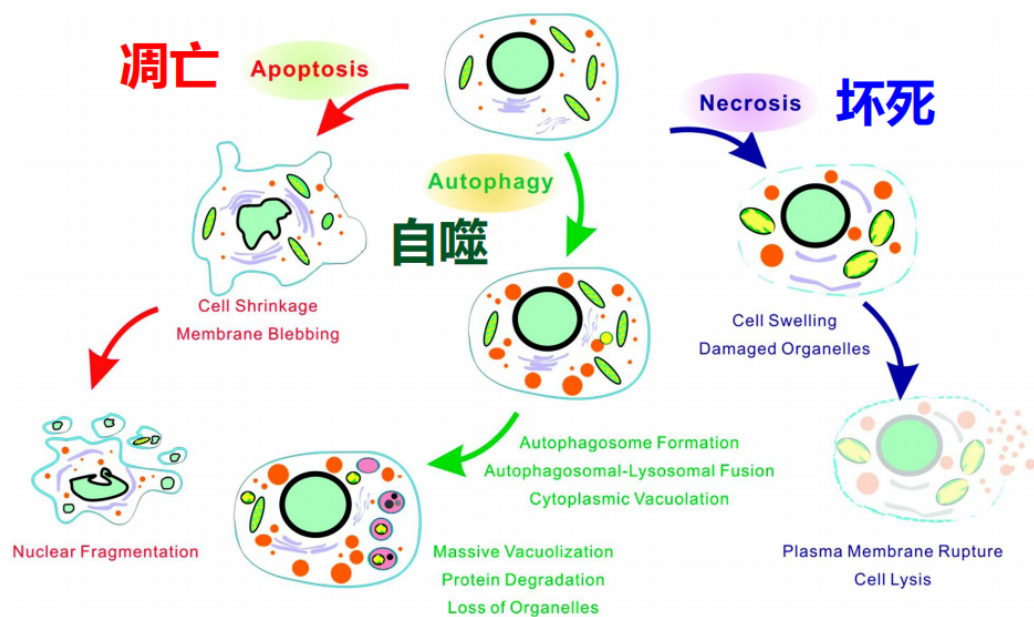 凋亡
Apoptosis
Necrosis
坏死
Autophagy
自噬
Cell Shrinkage
Membrane Blebbing
Cell Swelling
Damaged Organelles
Autophagosome Formation
Autophagosomal-Lysosomal Fusion
Cytoplasmic Vacuolation
Nuclear Fragmentation
Massive Vacuolization
Protein Degradation
Loss of Organelles
Plasma Membrane Rupture
Cell Lysis